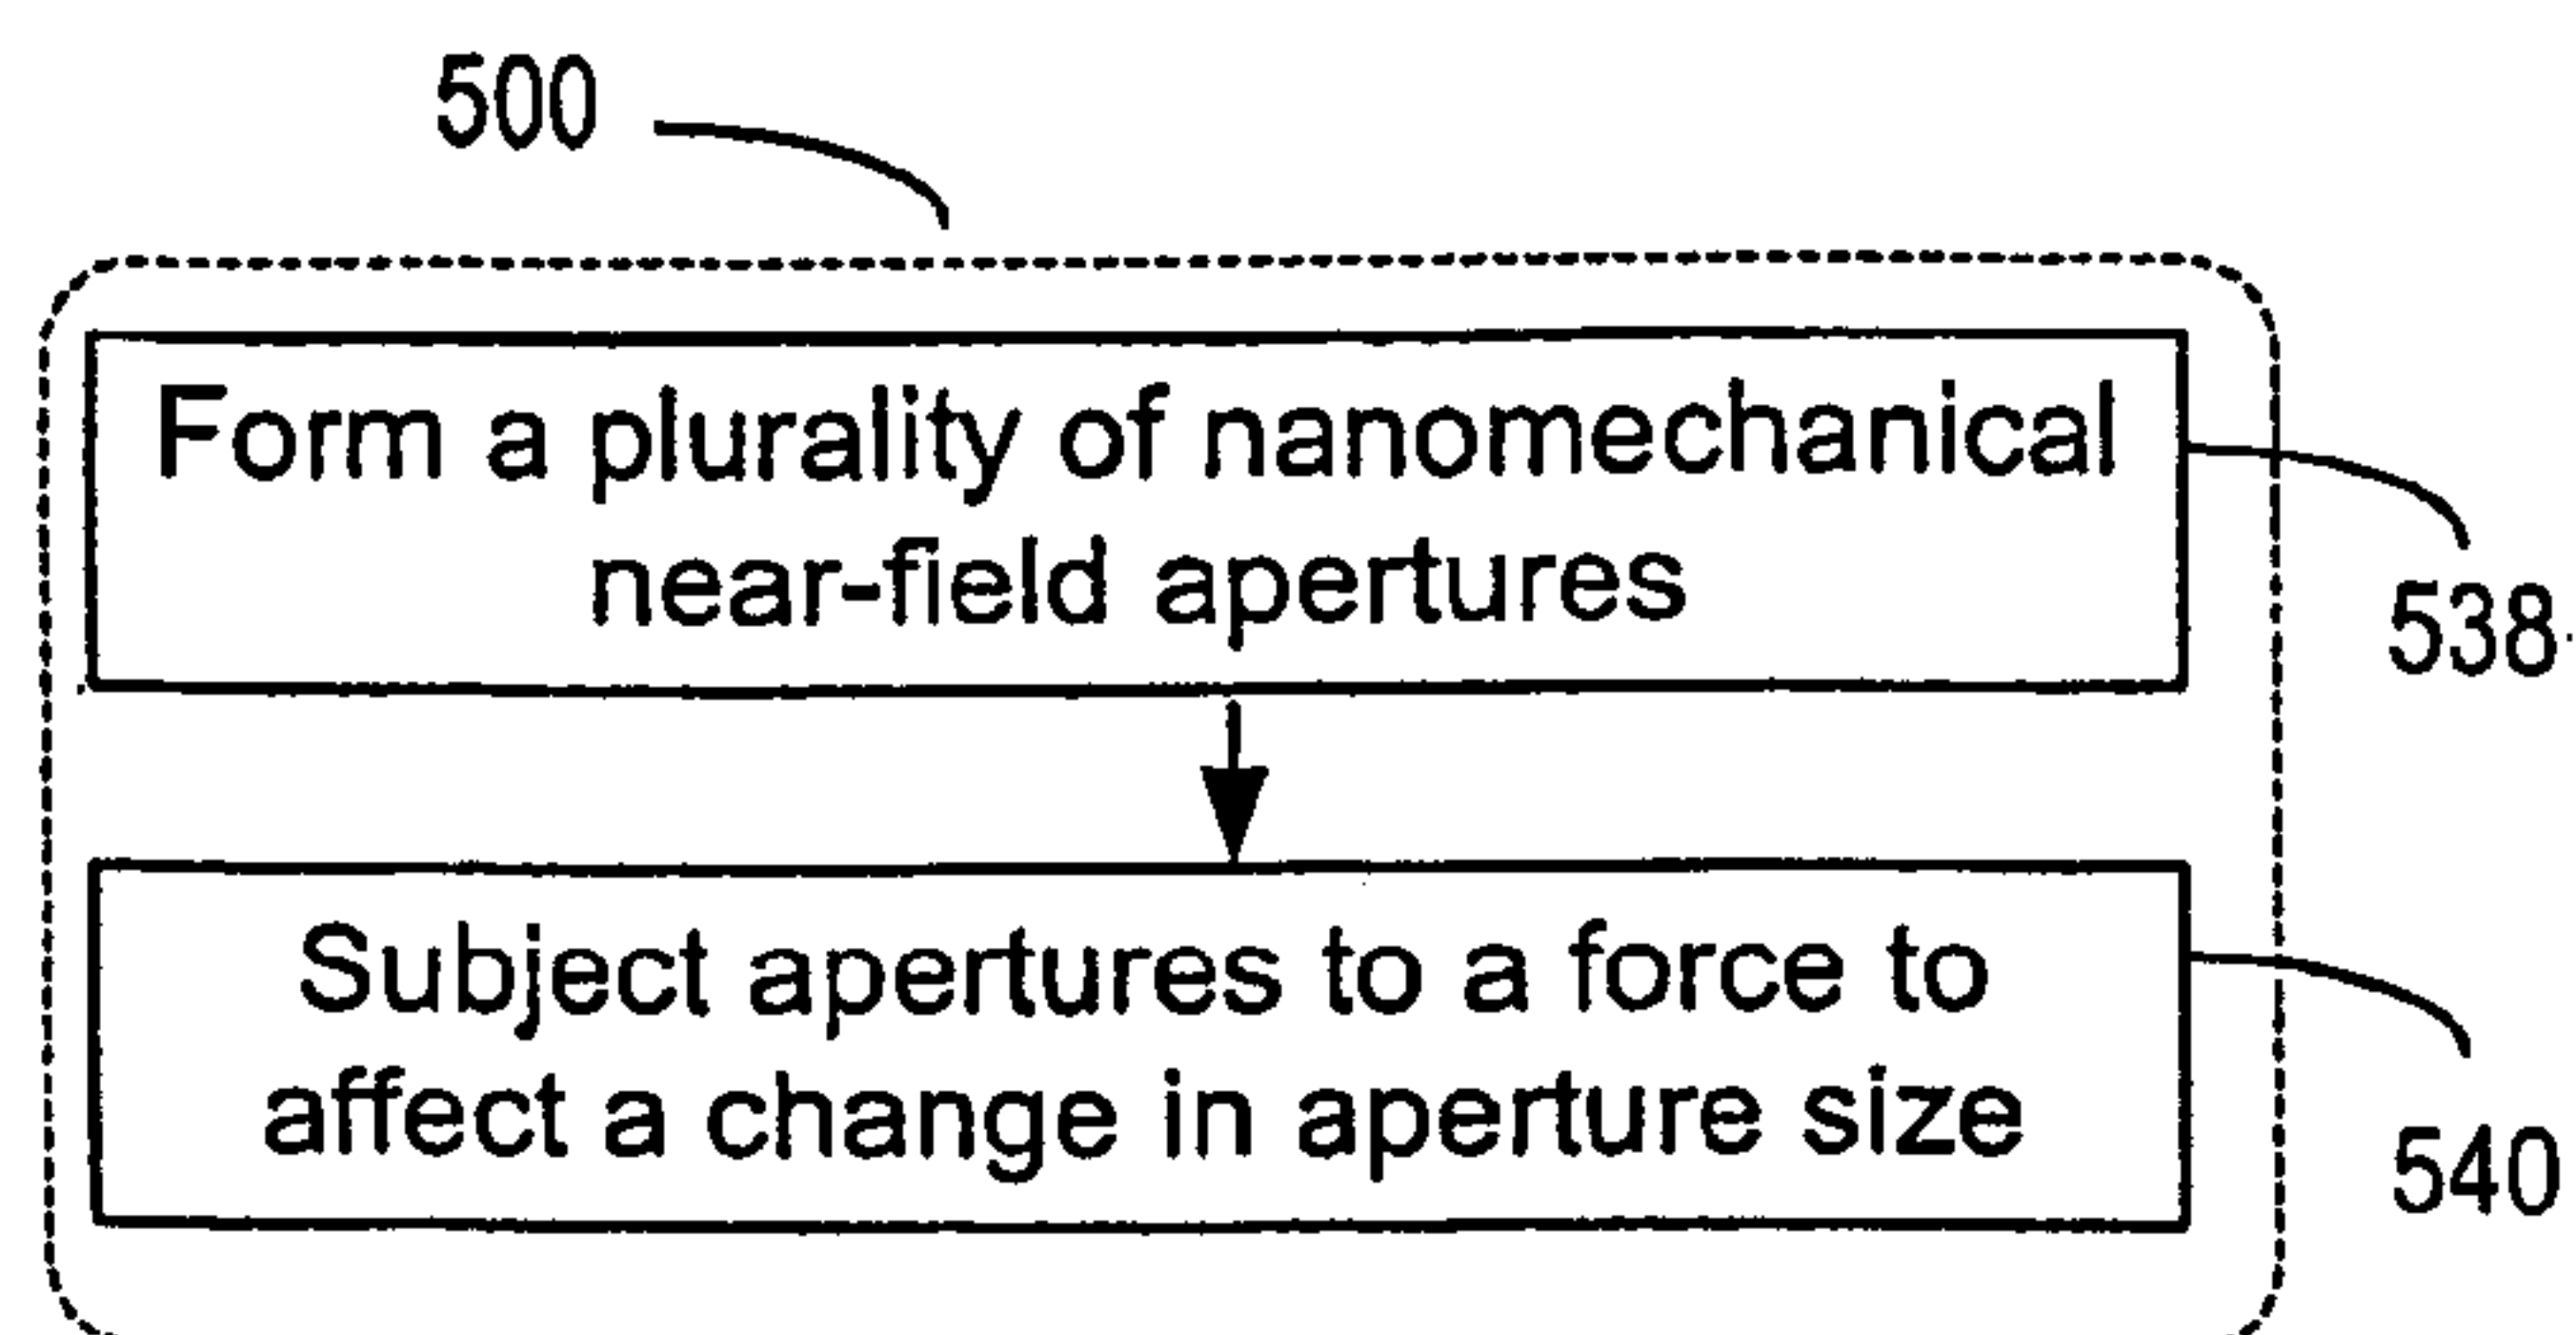 500
Form a plurality of nanomechanical
near-field apertures
538
Subject apertures to a force to
affect a change in aperture size
540